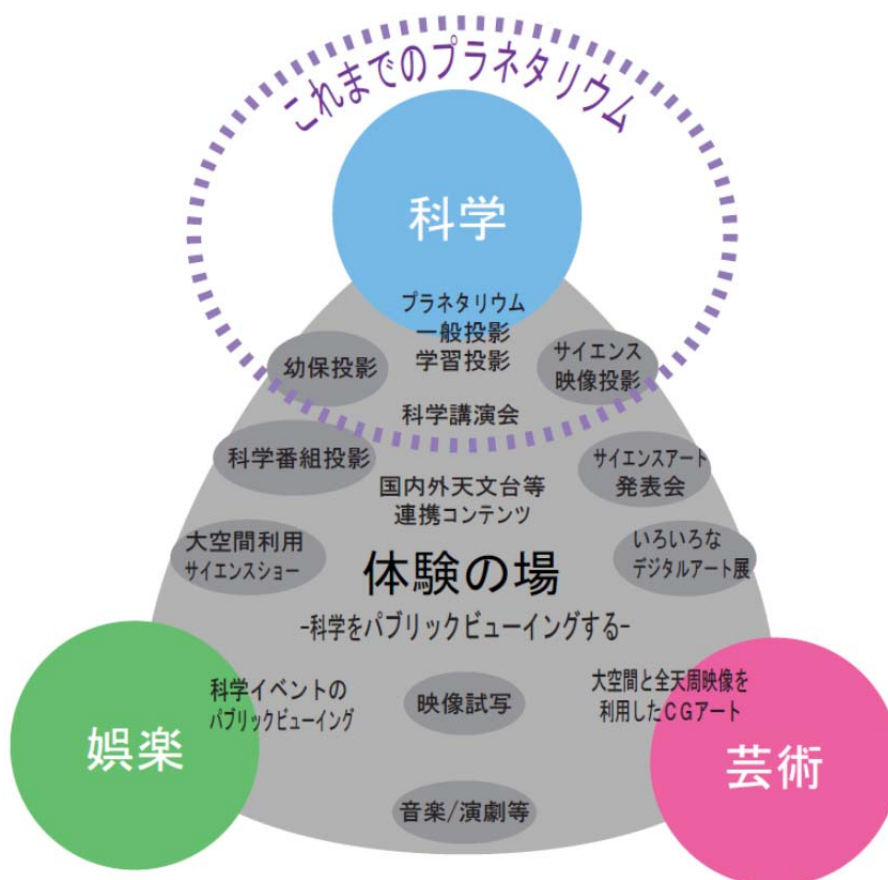 これまでのプラネタリウム
科学
プラネタリウム
一般投影
学習投影
幼保投影
サイエンス
映像投影
科学講演会
科学番組投影
サイエンスアート
発表会
国内外天文台等
連携コンテンツ
大空間利用
サイエンスショー
いろいろな
デジタルアート展
体験の場
-科学をパブリックビューイングする-
科学イベントの
パブリックビューイング
映像試写
大空間と全天周映像を
利用したCGアート
娯楽
芸術
音楽/演劇等